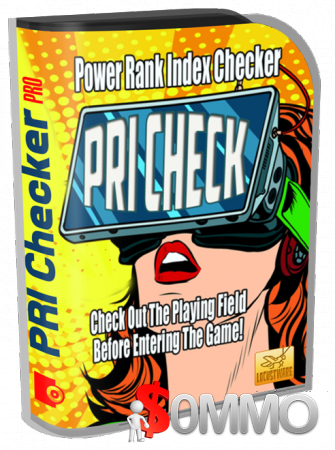 PRI Checker PRO
Power Rank Index Checker
PRI CHECK
Check Out The Playing Field
Before Entering The Game!
LOCUSTWARE
$0MMO